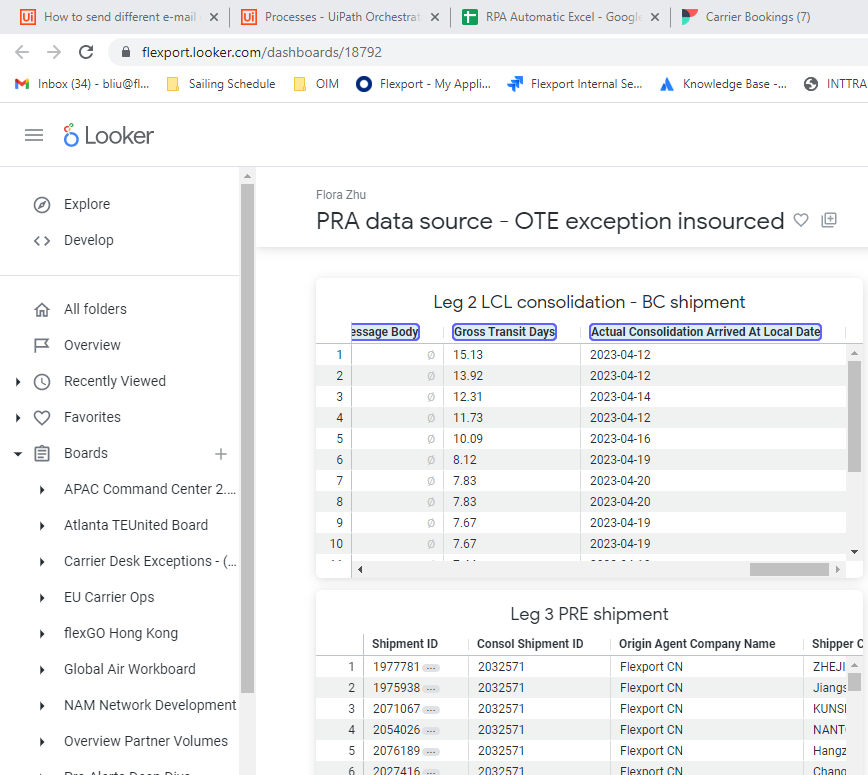 How to send different e-mail
Processes - UiPath Orchestrat
RPA Automatic Excel - Google
Carrier Bookings (7)
flexport.looker.com/dashboards/18792
Inbox (34) - bliu@fl...
Sailing Schedule
OIM
Flexport - My Appli...
Flexport Internal Se...
Knowledge Base -...
INTTRA
Looker
Explore
Develop
All folders
Overview
Recently Viewed
Favorites
Boards
APAC Command Center 2....
Atlanta TEUnited Board
Carrier Desk Exceptions - (...
EU Carrier Ops
flexGO Hong Kong
Global Air Workboard
NAM Network Development
Overview Partner Volumes
Flora Zhu
PRA data source - OTE exception insourced
Leg 2 LCL consolidation - BC shipment
essage Body Gross Transit Days Actual Consolidation Arrived At Local Date
1 ∅ 15.13 2023-04-12
2 ∅ 13.92 2023-04-12
3 ∅ 12.31 2023-04-14
4 ∅ 11.73 2023-04-12
5 ∅ 10.09 2023-04-16
6 ∅ 8.12 2023-04-19
7 ∅ 7.83 2023-04-20
8 ∅ 7.83 2023-04-20
9 ∅ 7.67 2023-04-19
10 ∅ 7.67 2023-04-19
Leg 3 PRE shipment
Shipment ID Consol Shipment ID Origin Agent Company Name Shipper C
1 1977781 ... 2032571 Flexport CN ZHEJI
2 1975938 ... 2032571 Flexport CN Jiangs
3 2071067 ... 2032571 Flexport CN KUNS
4 2054026 ... 2032571 Flexport CN NANT
5 2076189 ... 2032571 Flexport CN Hangz
6 2027416 ... 2032571 Flexport CN Chang